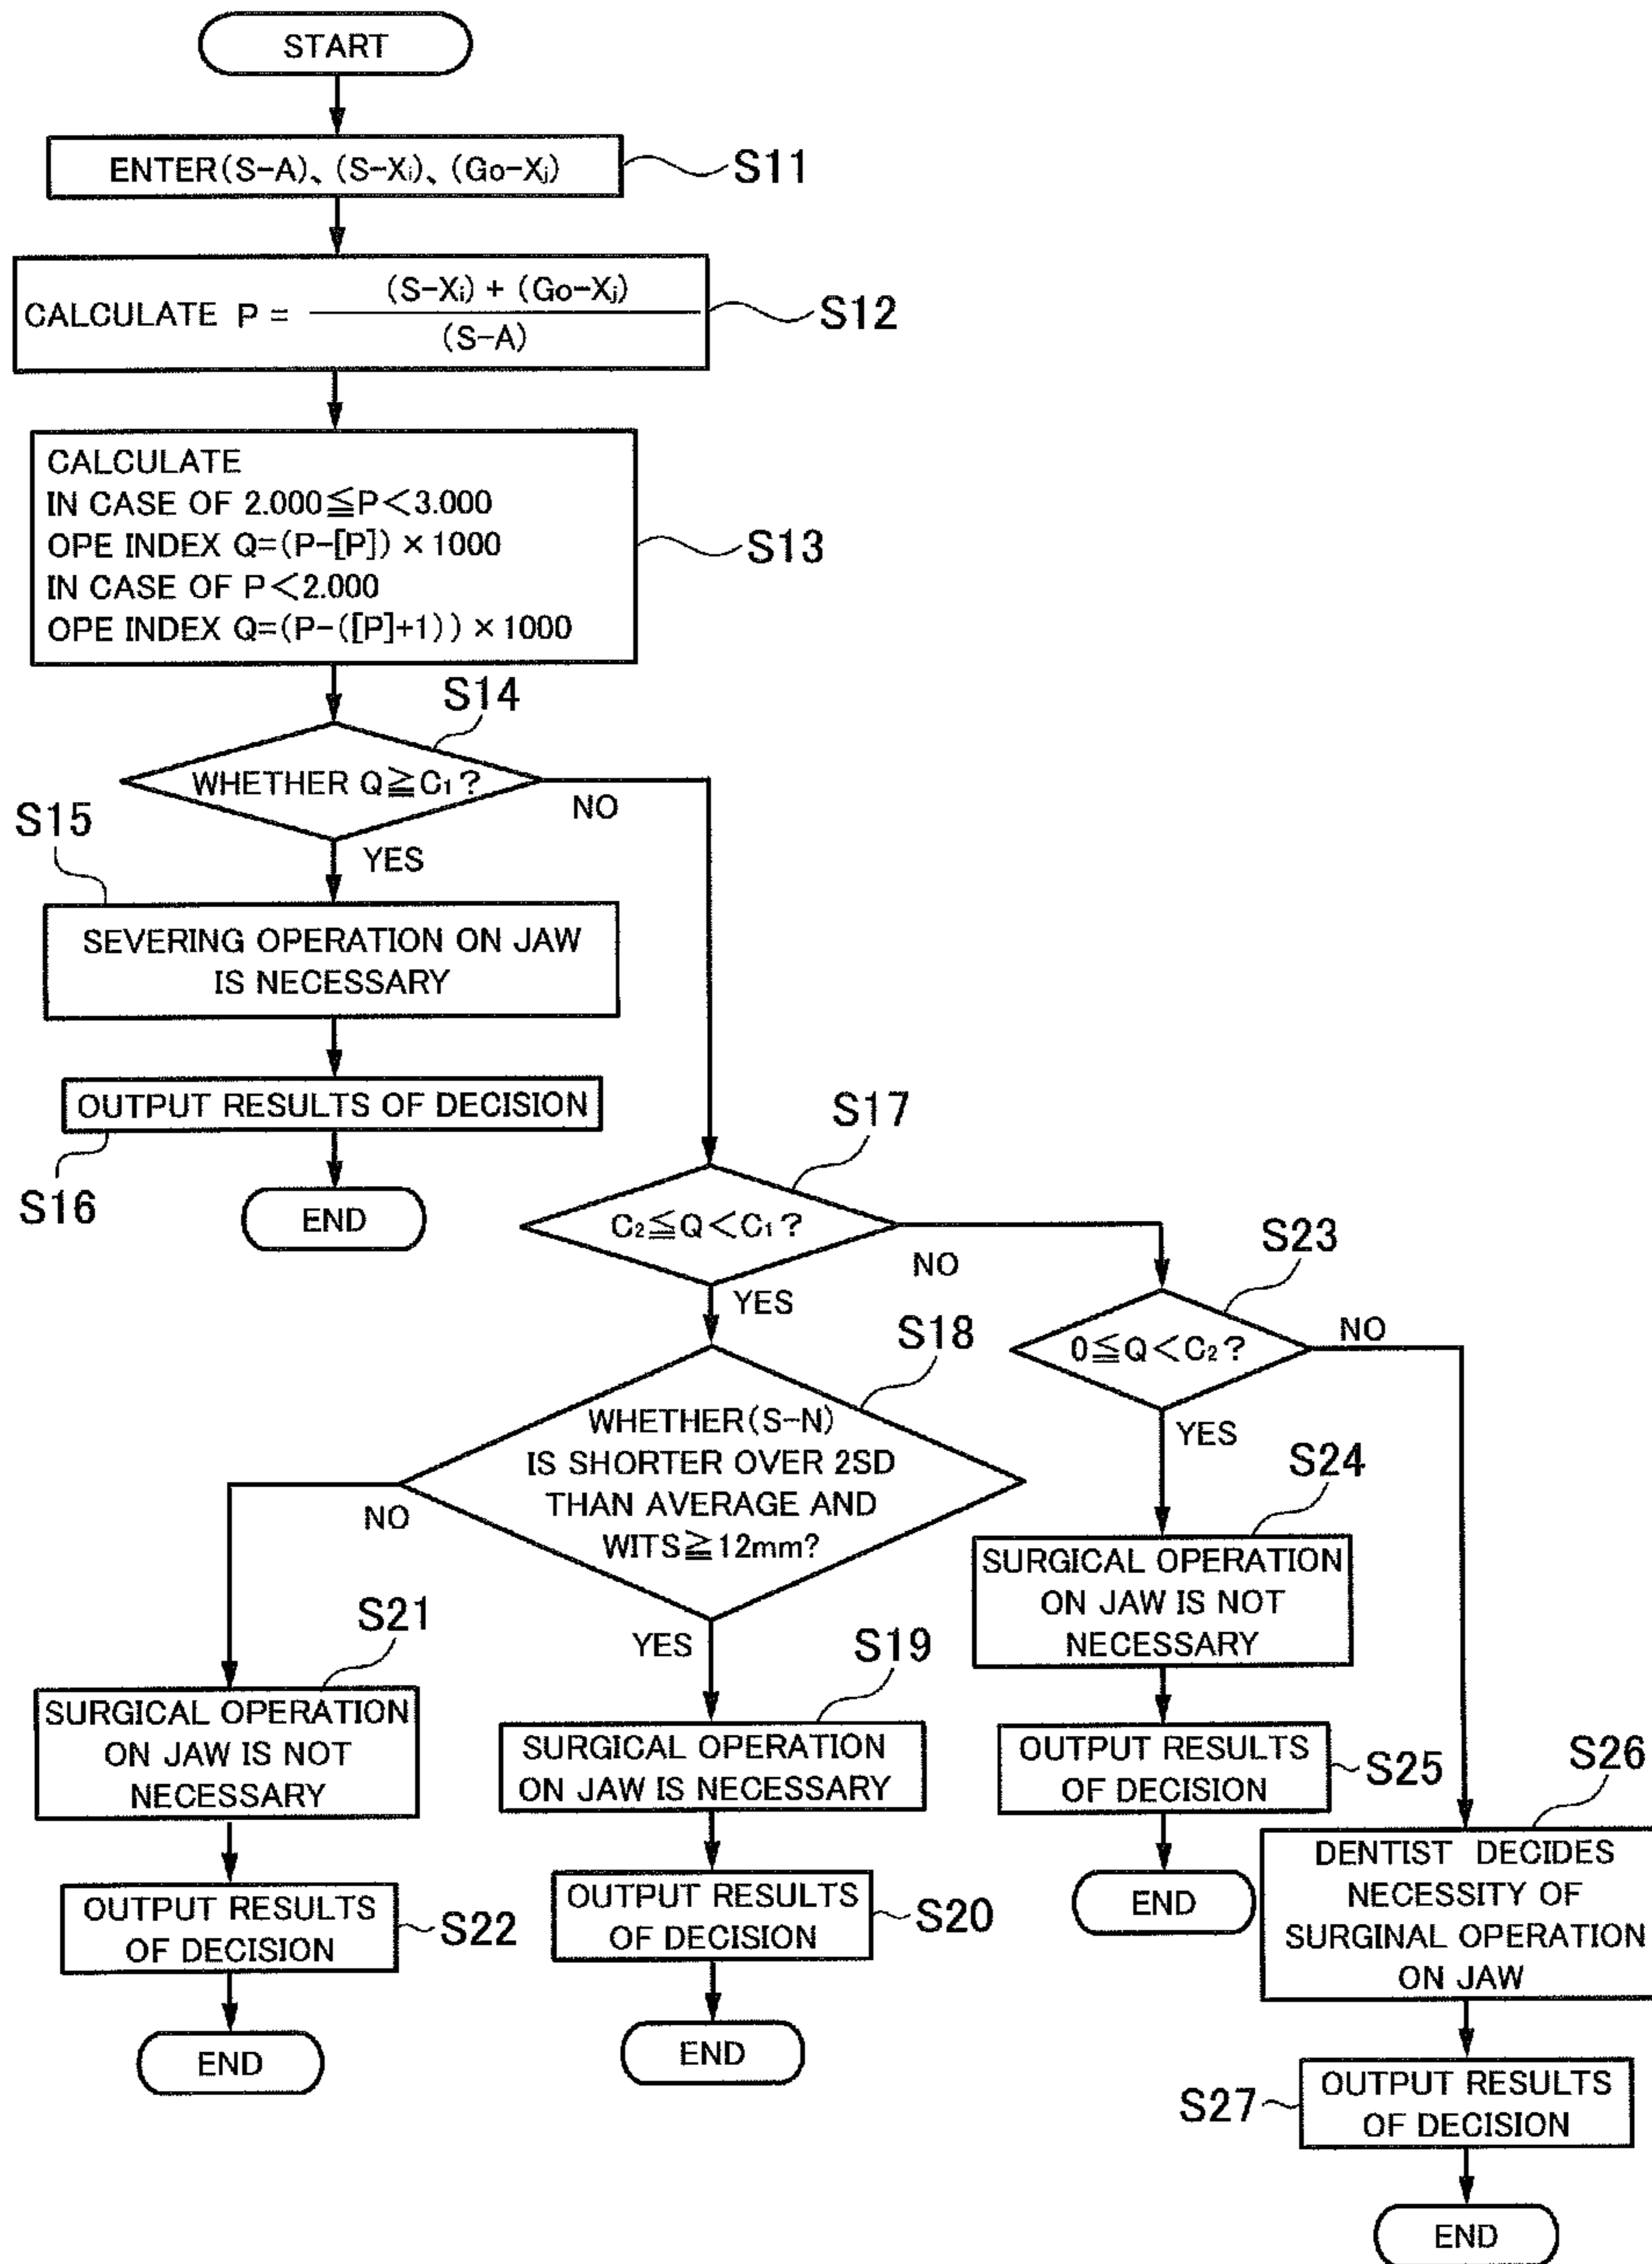 START
ENTER(S-A)、(S-Xi)、(Go-Xj)
S11
CALCULATE P =
(S-Xi) + (Go-Xj)
(S-A)
S12
CALCULATE
IN CASE OF 2.000≦P<3.000
OPE INDEX Q=(P-[P]) × 1000
IN CASE OF P<2.000
OPE INDEX Q=(P-([P]+1)) × 1000
S13
S14
WHETHER Q≧C1?
NO
YES
S15
SEVERING OPERATION ON JAW
IS NECESSARY
OUTPUT RESULTS OF DECISION
S16
END
S17
C2≦Q<C1?
NO
YES
S23
0≦Q<C2?
NO
YES
S18
WHETHER(S-N)
IS SHORTER OVER 2SD
THAN AVERAGE AND
WITS≧12mm?
NO
YES
S24
SURGICAL OPERATION
ON JAW IS NOT
NECESSARY
S21
SURGICAL OPERATION
ON JAW IS NOT
NECESSARY
S19
SURGICAL OPERATION
ON JAW IS NECESSARY
OUTPUT RESULTS
OF DECISION
S25
S26
DENTIST DECIDES
NECESSITY OF
SURGINAL OPERATION
ON JAW
OUTPUT RESULTS
OF DECISION
S22
OUTPUT RESULTS
OF DECISION
S20
END
END
END
S27
OUTPUT RESULTS
OF DECISION
END